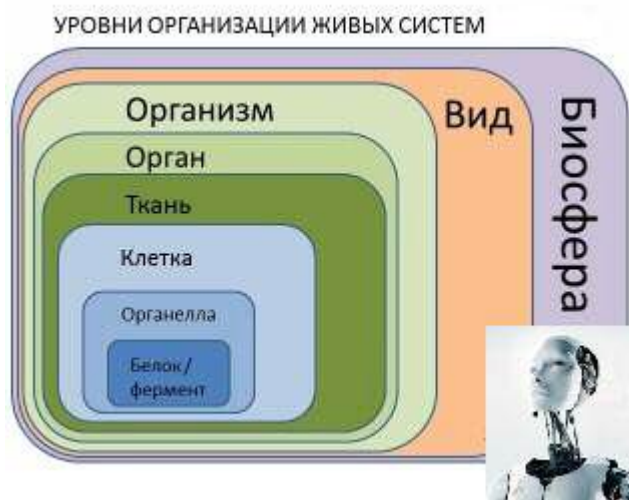 УРОВНИ ОРГАНИЗАЦИИ ЖИВЫХ СИСТЕМ
Организм
Вид
Биосфера
Орган
Ткань
Клетка
Органелла
Белок/
фермент